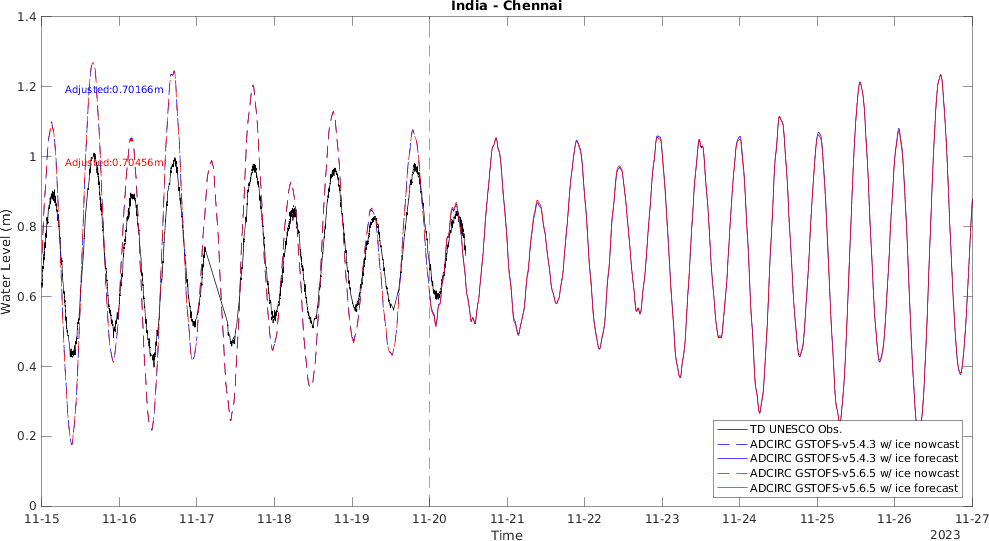 India - Chennai
1.4
1.2
1
0.8
0.6
0.4
0.2
0
Water Level (m)
Adjusted:0.70166m
Adjusted:0.70456m
TD UNESCO Obs.
ADCIRC GSTOFS-v5.4.3 w/ ice nowcast
ADCIRC GSTOFS-v5.4.3 w/ ice forecast
ADCIRC GSTOFS-v5.6.5 w/ ice nowcast
ADCIRC GSTOFS-v5.6.5 w/ ice forecast
11-15 11-16 11-17 11-18 11-19 11-20 11-21 11-22 11-23 11-24 11-25 11-26 11-27
Time
2023